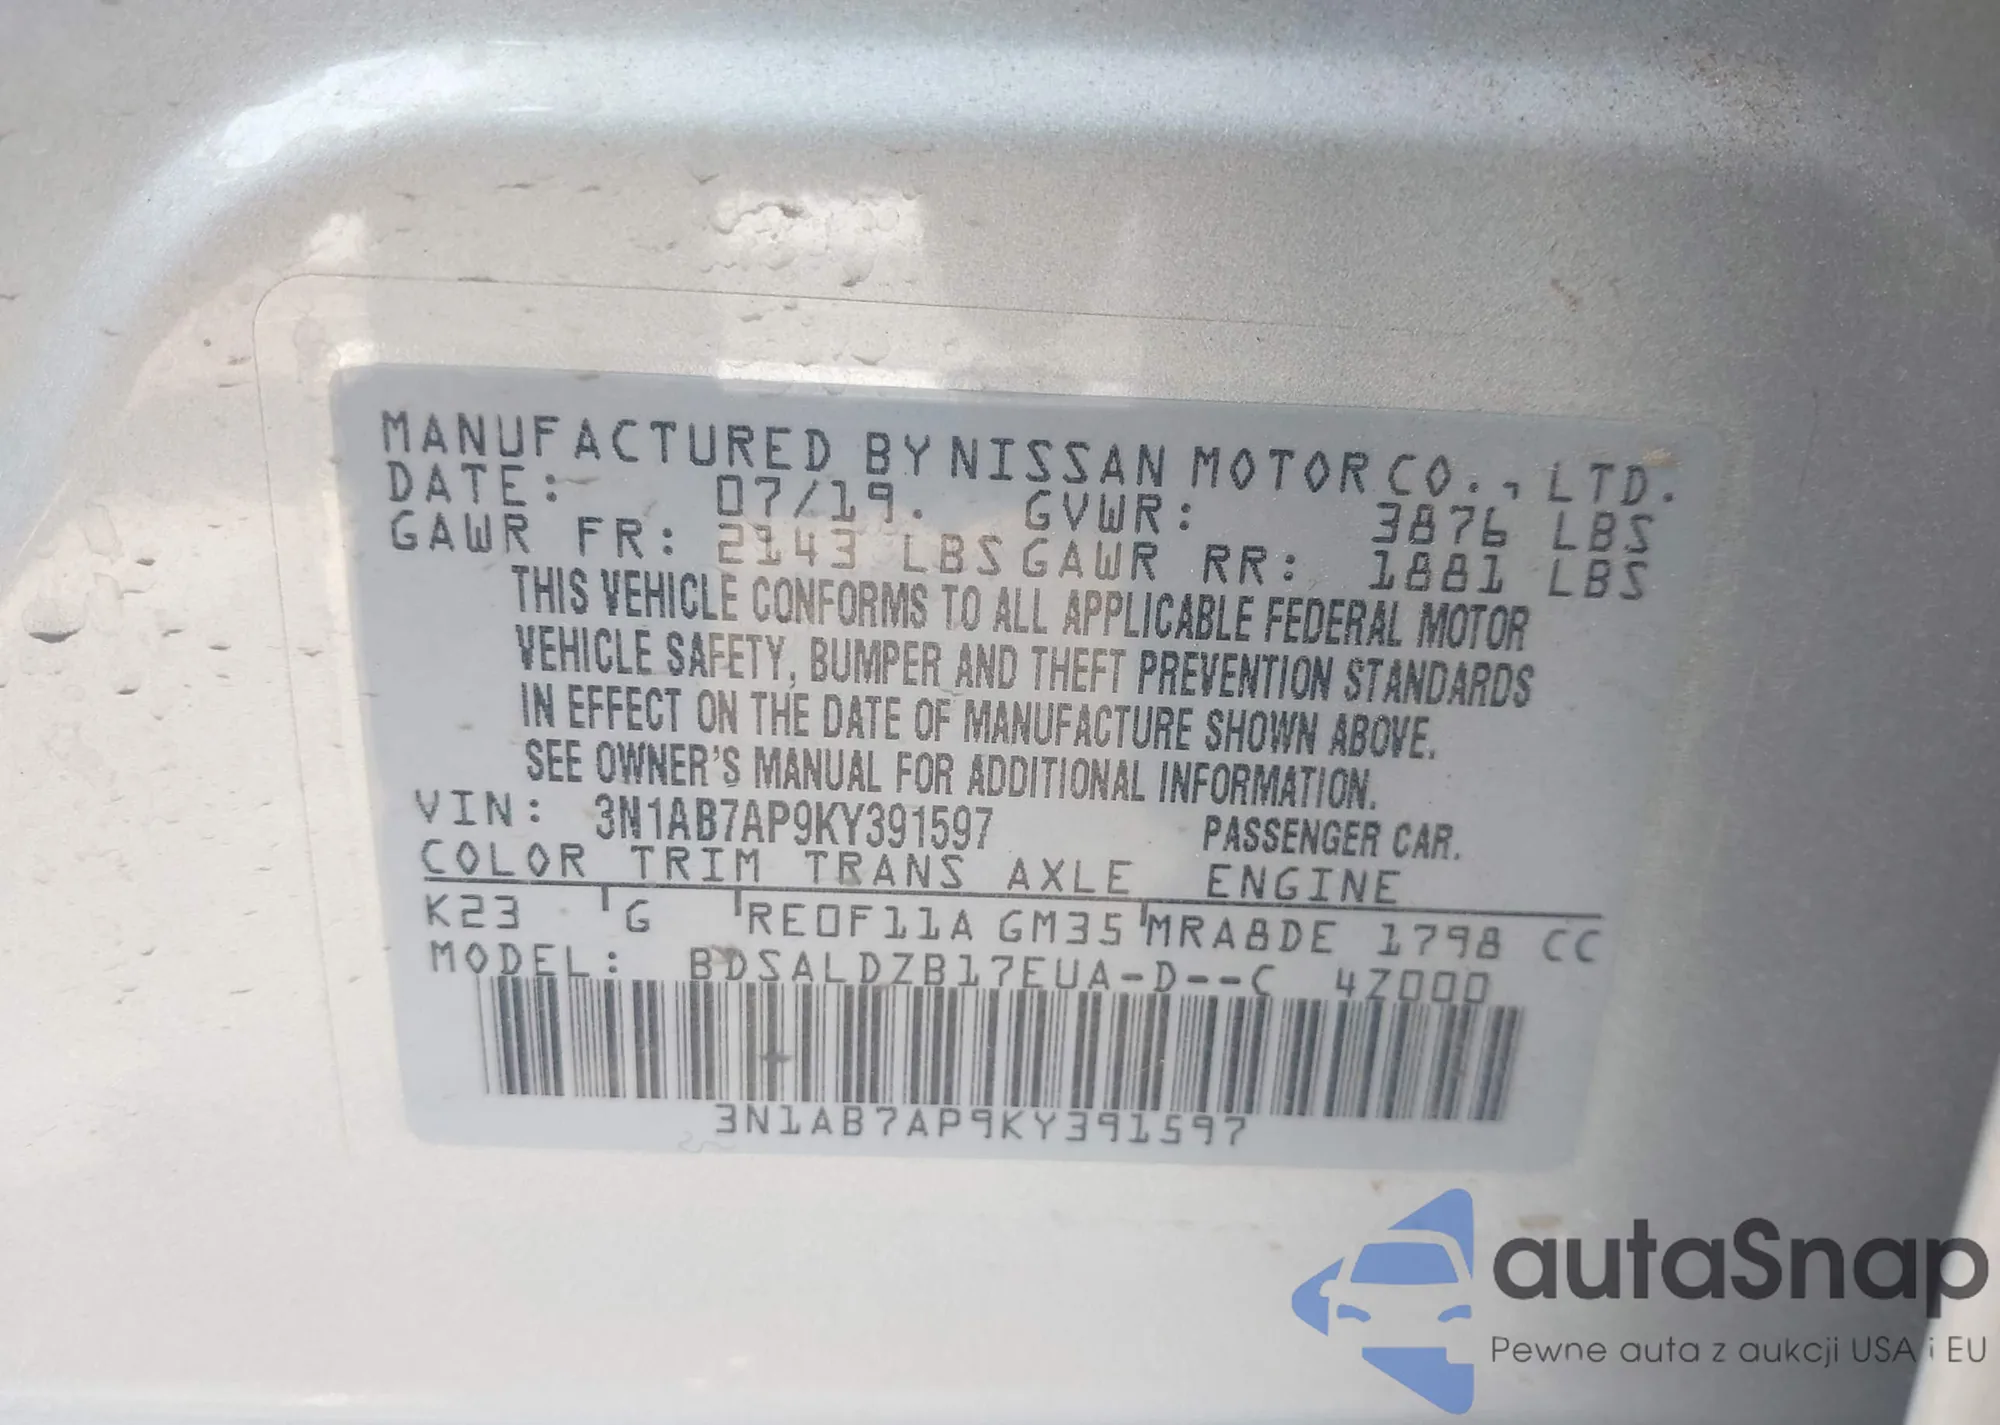 MANUFACTURED BY NISSAN MOTOR CO., LTD.
DATE: 07/19. GVWR: 3876 LBS
GAWR FR: 2143 LBS GAWR RR: 1881 LBS
THIS VEHICLE CONFORMS TO ALL APPLICABLE FEDERAL MOTOR
VEHICLE SAFETY, BUMPER AND THEFT PREVENTION STANDARDS
IN EFFECT ON THE DATE OF MANUFACTURE SHOWN ABOVE.
SEE OWNER'S MANUAL FOR ADDITIONAL INFORMATION.
VIN: 3N1AB7AP9KY391597 PASSENGER CAR.
COLOR TRIM TRANS AXLE ENGINE
K23 G RE0F11A GM35 MRA8DE 1798 CC
MODEL: BDSALDZB17EUA-D--C 4Z000
3N1AB7AP9KY391597
autaSnap
Pewne auta z aukcji USA i EU